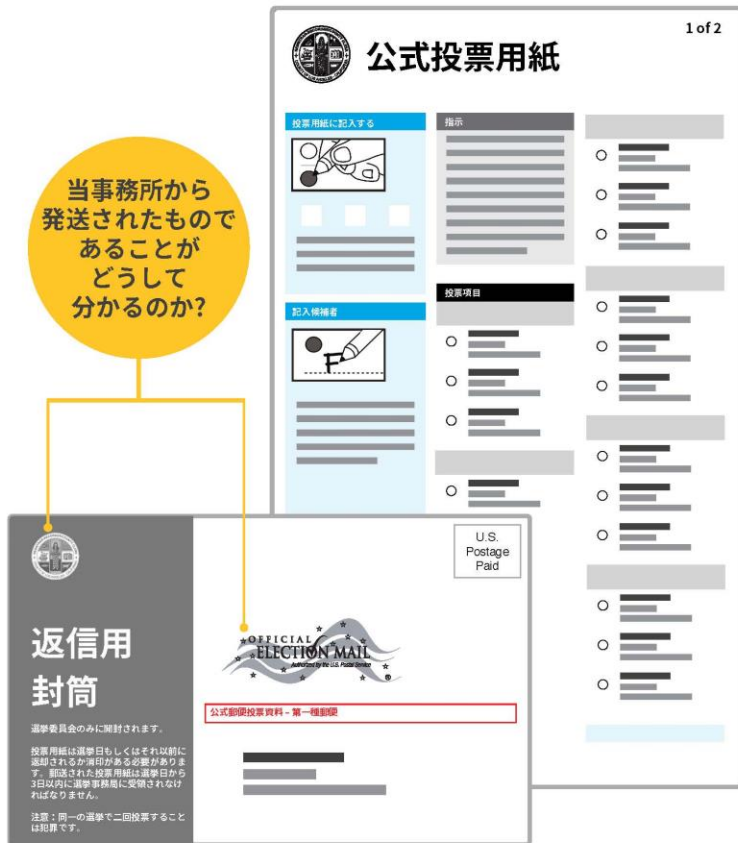 1 of 2
公式投票用紙
投票用紙に記入する
指示
当事務所から
発送されたもので
あることが
どうして
分かるのか?
投票項目
記入候補者
F
U.S.
Postage
Paid
返信用
封筒
OFFICIAL
ELECTION MAIL
Authorized by the U.S. Postal Service
®
公式郵便投票資料 – 第一種郵便
選挙委員会のみに開封されます。
投票用紙は選挙日もしくはそれ以前に
返却されるか消印がある必要がありま
す。郵送された投票用紙は選挙日から
3日以内に選挙事務局に受領されなけ
ればなりません。
注意：同一の選挙で二回投票すること
は犯罪です。